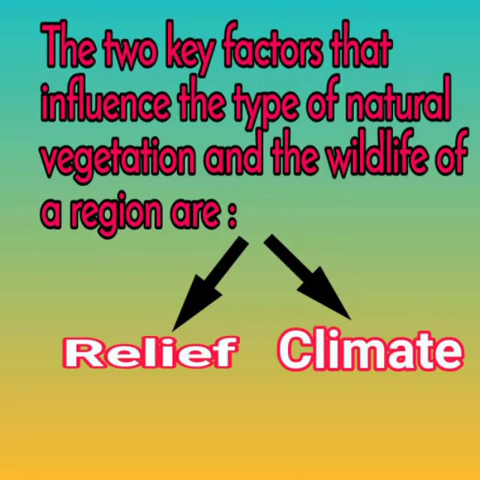 The two key factors that
influence the type of natural
vegetation and the wildlife of
a region are :
Relief
Climate